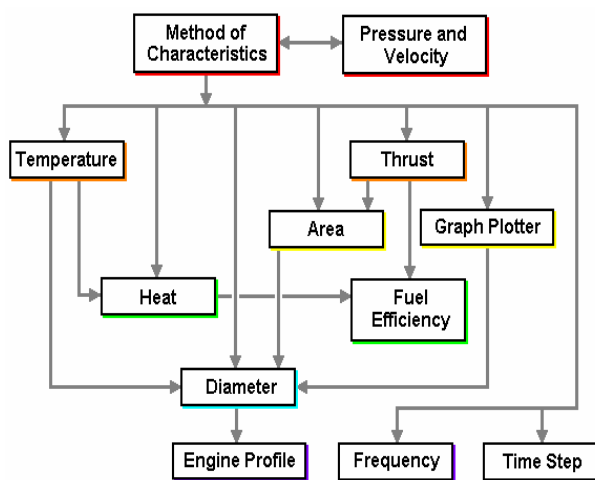 Method of
Characteristics
Pressure and
Velocity
Temperature
Thrust
Area
Graph Plotter
Heat
Fuel
Efficiency
Diameter
Engine Profile
Frequency
Time Step